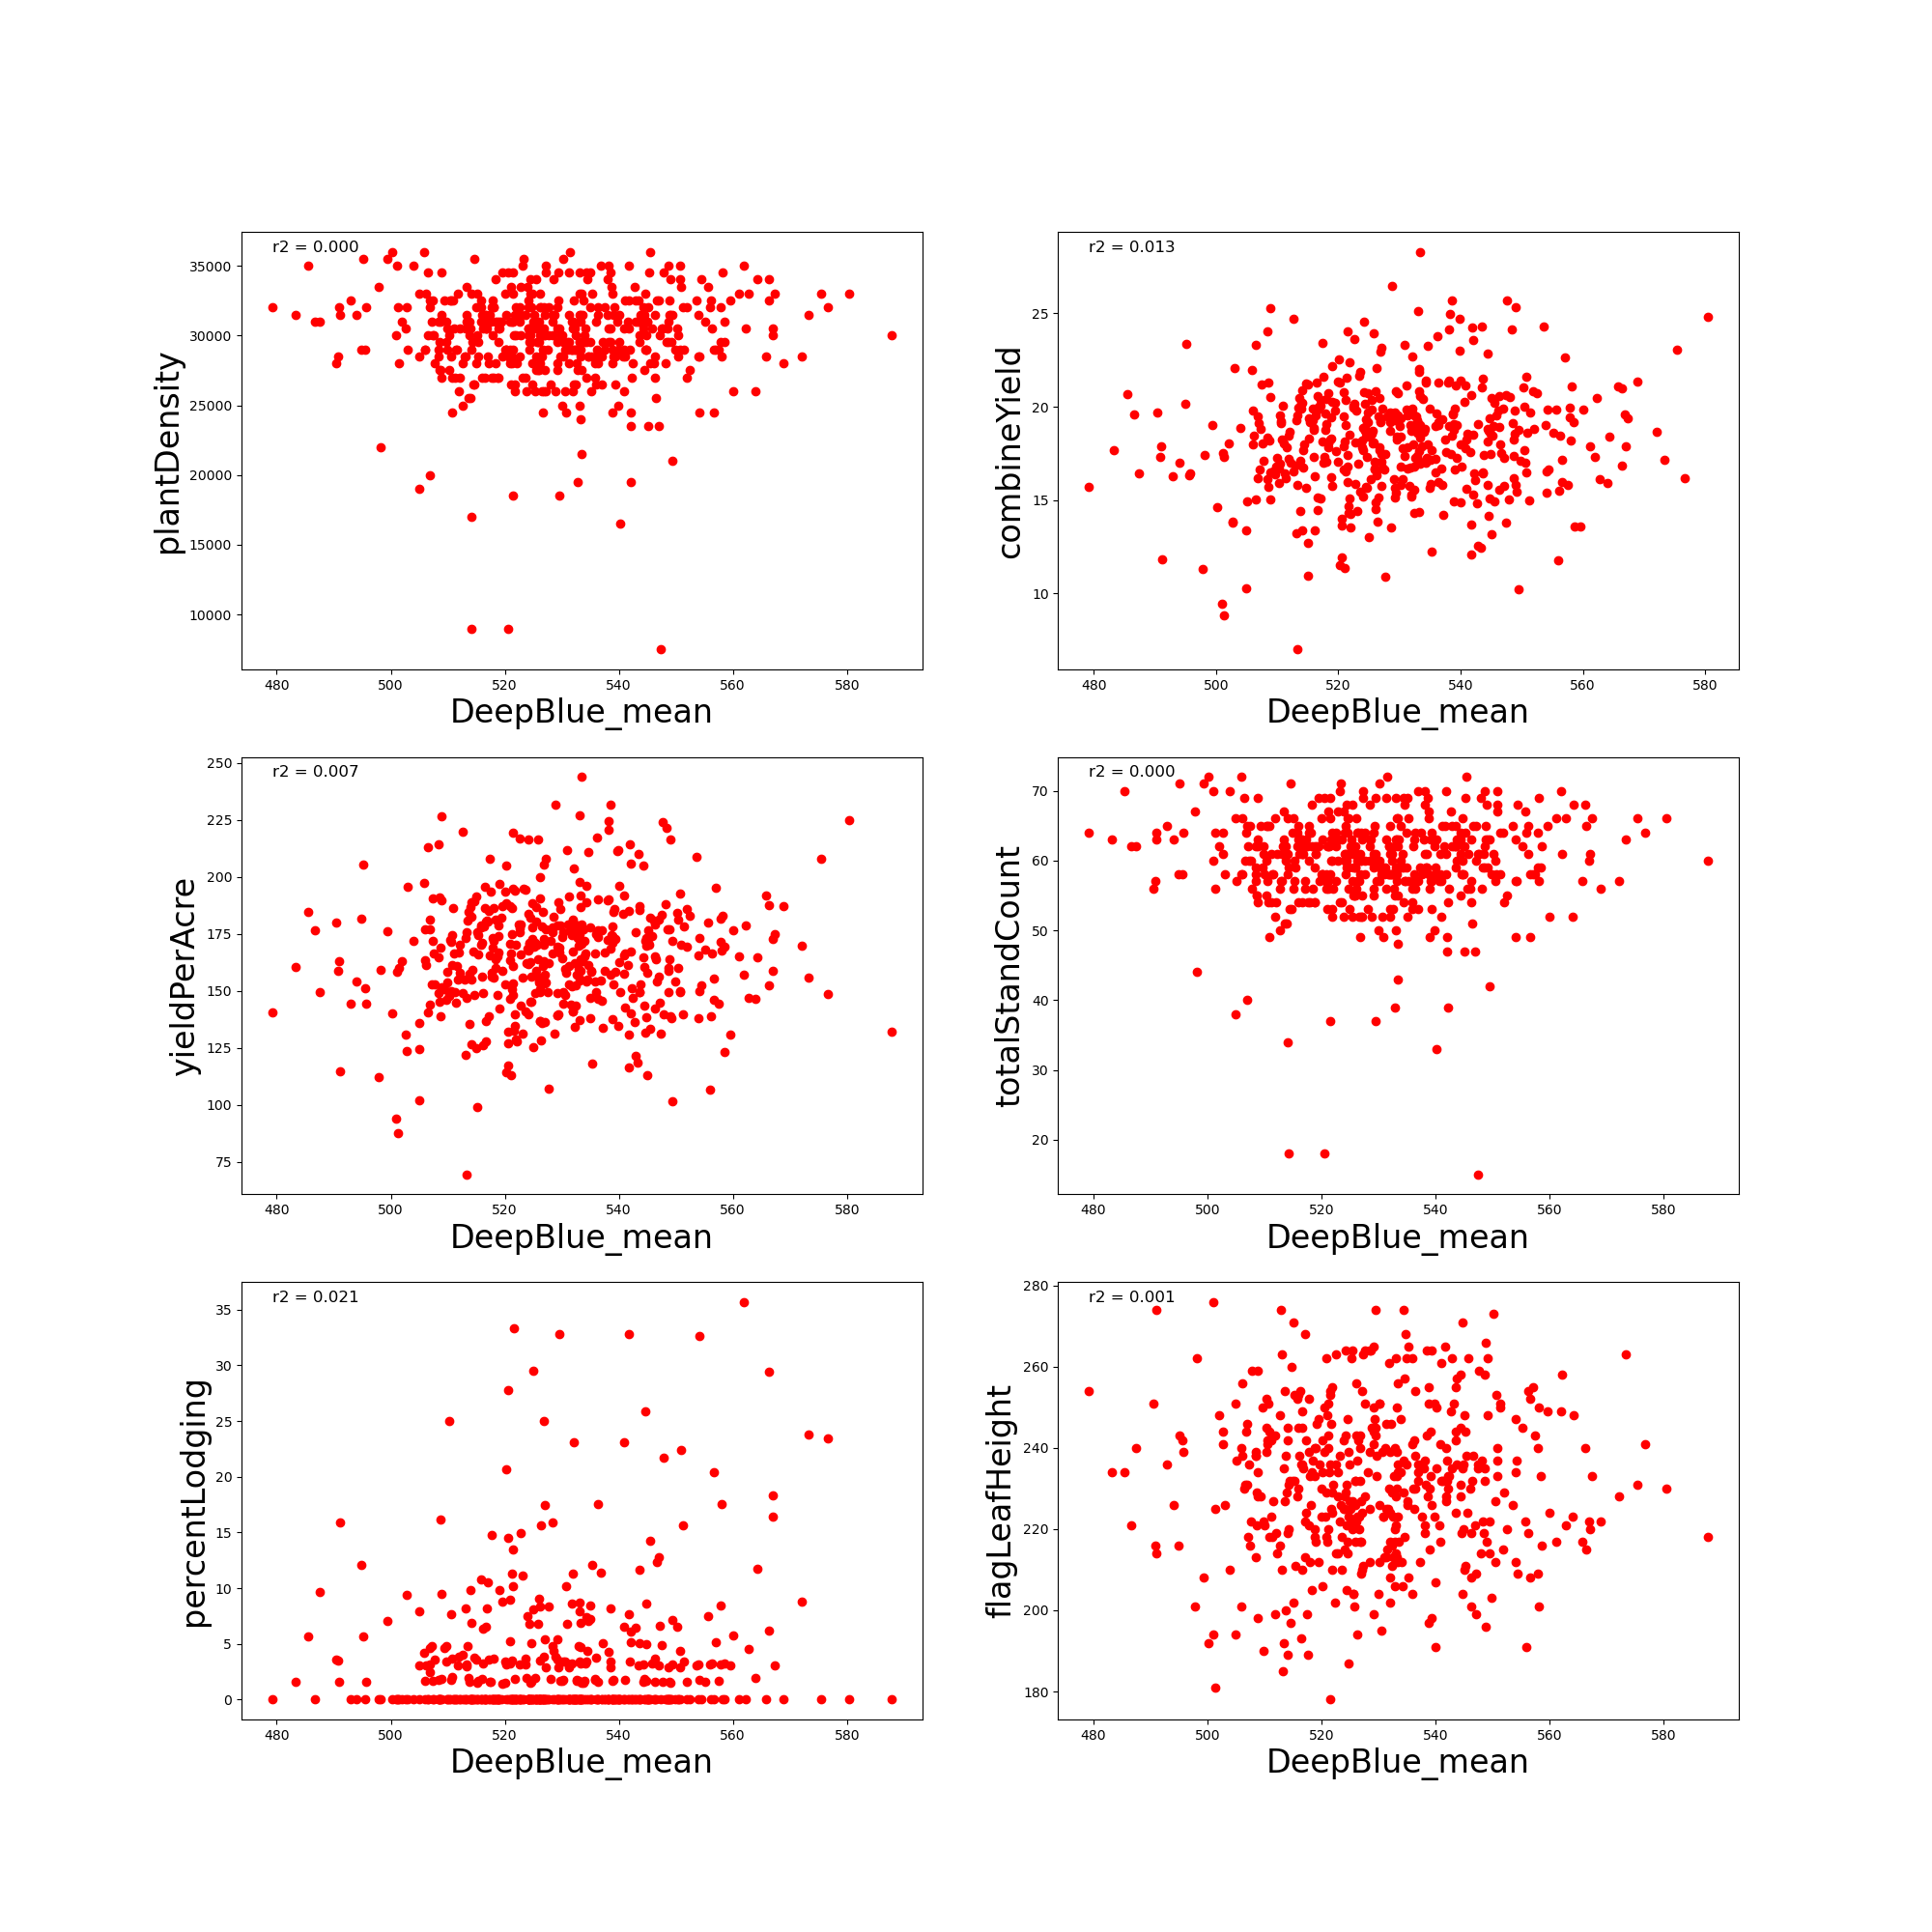 r2 = 0.000
35000
30000
25000
20000
15000
10000
plantDensity
480 500 520 540 560 580
DeepBlue_mean
r2 = 0.013
25
20
15
10
combineYield
480 500 520 540 560 580
DeepBlue_mean
r2 = 0.007
250
225
200
175
150
125
100
75
yieldPerAcre
480 500 520 540 560 580
DeepBlue_mean
r2 = 0.000
70
60
50
40
30
20
totalStandCount
480 500 520 540 560 580
DeepBlue_mean
r2 = 0.021
35
30
25
20
15
10
5
0
percentLodging
480 500 520 540 560 580
DeepBlue_mean
r2 = 0.001
280
260
240
220
200
180
flagLeafHeight
480 500 520 540 560 580
DeepBlue_mean